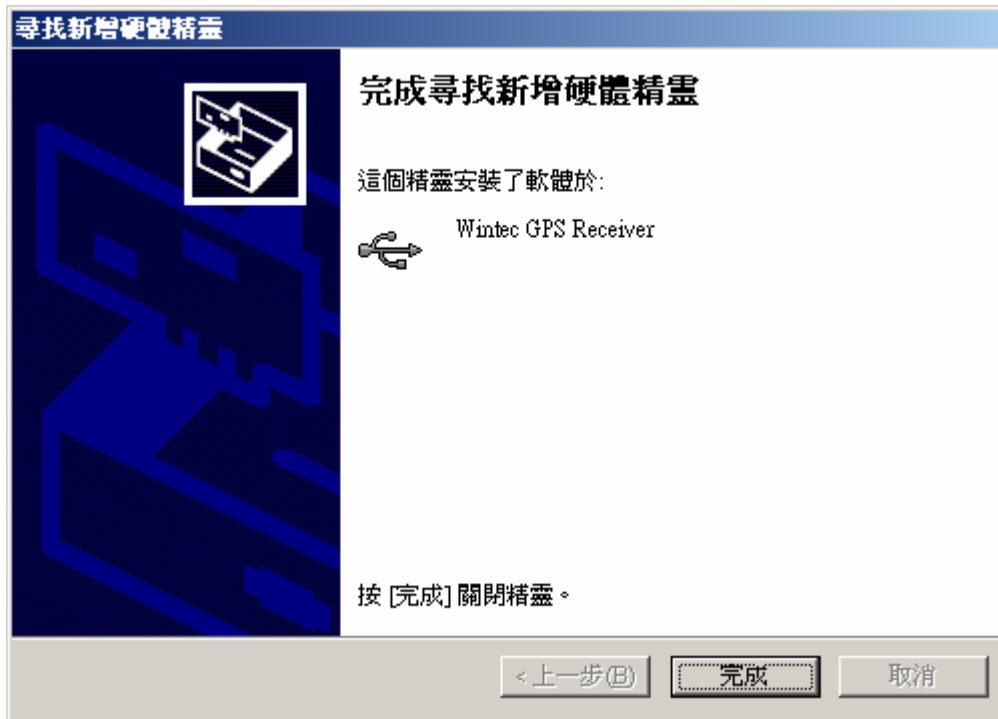 尋找新增硬體精靈
完成尋找新增硬體精靈
這個精靈安裝了軟體於:
Wintec GPS Receiver
按 [完成] 關閉精靈。
< 上一步(B) 完成 取消